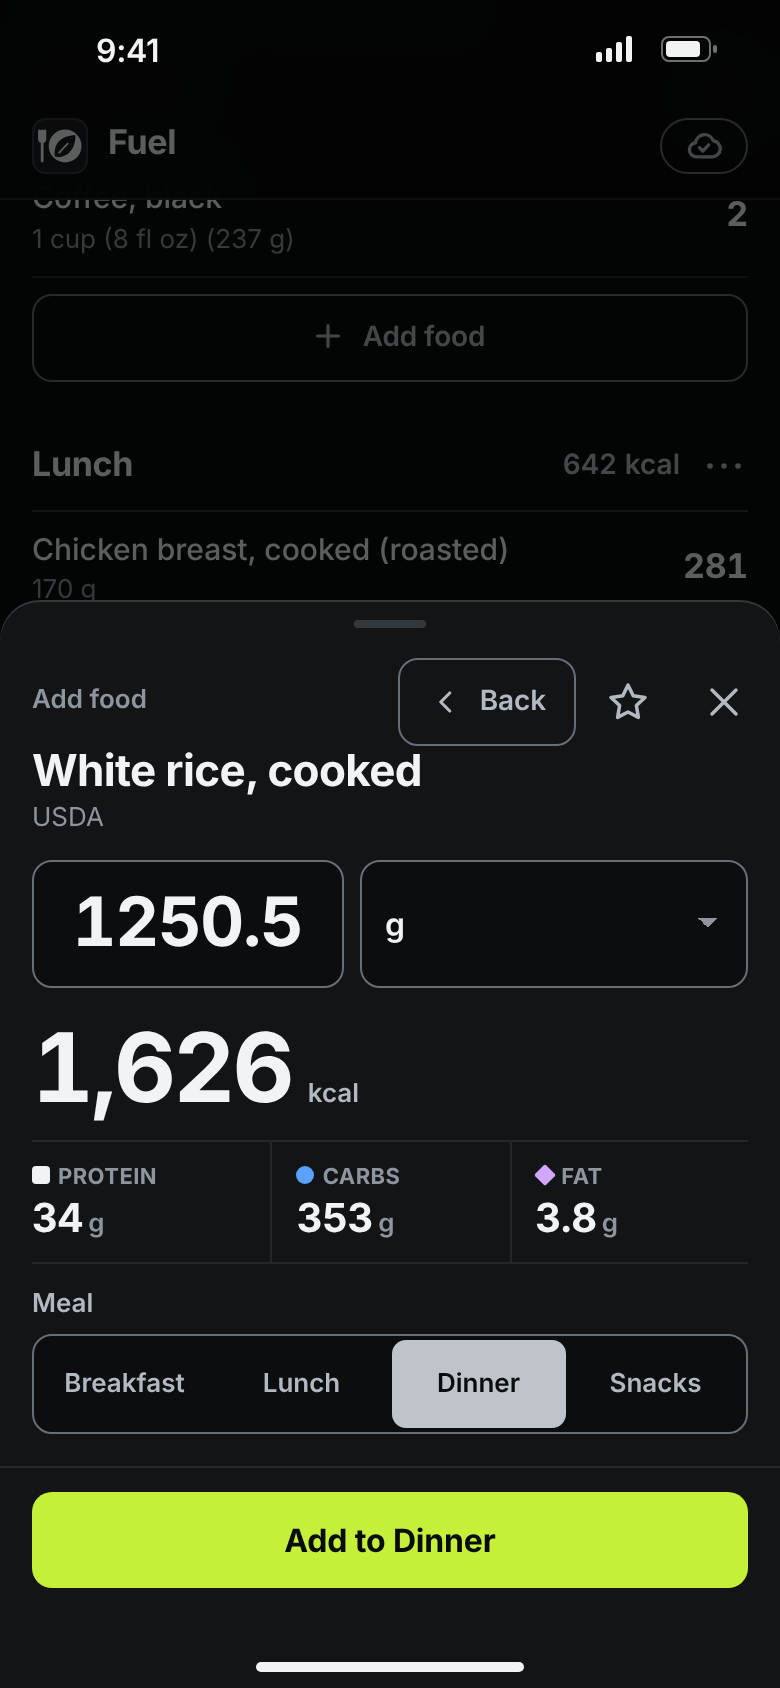 9:41
Fuel
Coffee, black
2
1 cup (8 fl oz) (237 g)
Add food
Lunch
642 kcal
Chicken breast, cooked (roasted)
281
170 g
Add food
Back
White rice, cooked
USDA
1250.5
g
1,626 kcal
PROTEIN
34 g
CARBS
353 g
FAT
3.8 g
Meal
Breakfast
Lunch
Dinner
Snacks
Add to Dinner